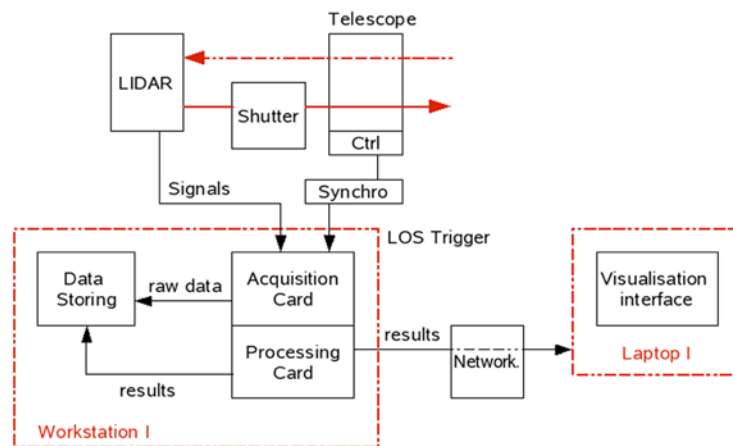 Telescope
LIDAR
Shutter
Ctrl
Signals
Synchro
LOS Trigger
Data
Storing
raw data
Acquisition
Card
Visualisation
interface
Processing
Card
results
Network.
Laptop I
results
Workstation I